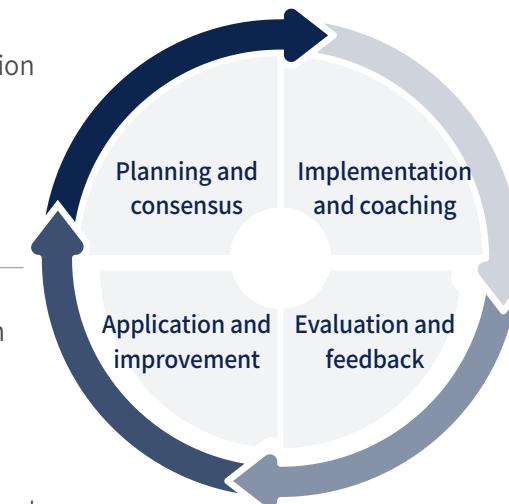 Planning and
consensus
Implementation
and coaching
Application and
improvement
Evaluation and
feedback